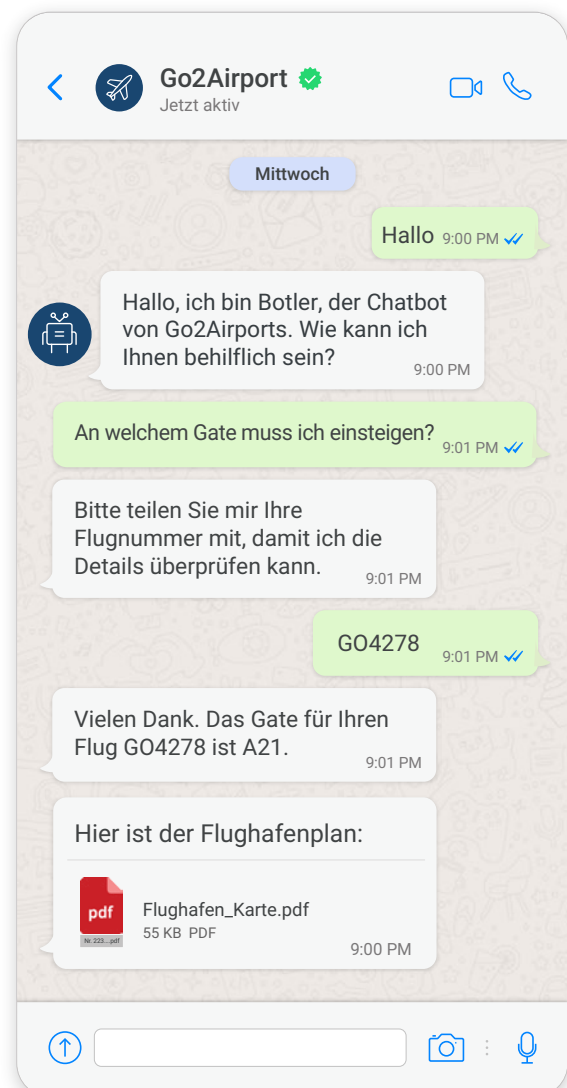 Go2Airport
Jetzt aktiv
Mittwoch
Hallo 9:00 PM
Hallo, ich bin Botler, der Chatbot
von Go2Airports. Wie kann ich
Ihnen behilflich sein?
9:00 PM
An welchem Gate muss ich einsteigen?
9:01 PM
Bitte teilen Sie mir Ihre
Flugnummer mit, damit ich die
Details überprüfen kann.
9:01 PM
GO4278
9:01 PM
Vielen Dank. Das Gate für Ihren
Flug GO4278 ist A21.
9:01 PM
Hier ist der Flughafenplan:
pdf
Nr. 223....pdf
Flughafen_Karte.pdf
55 KB PDF
9:00 PM